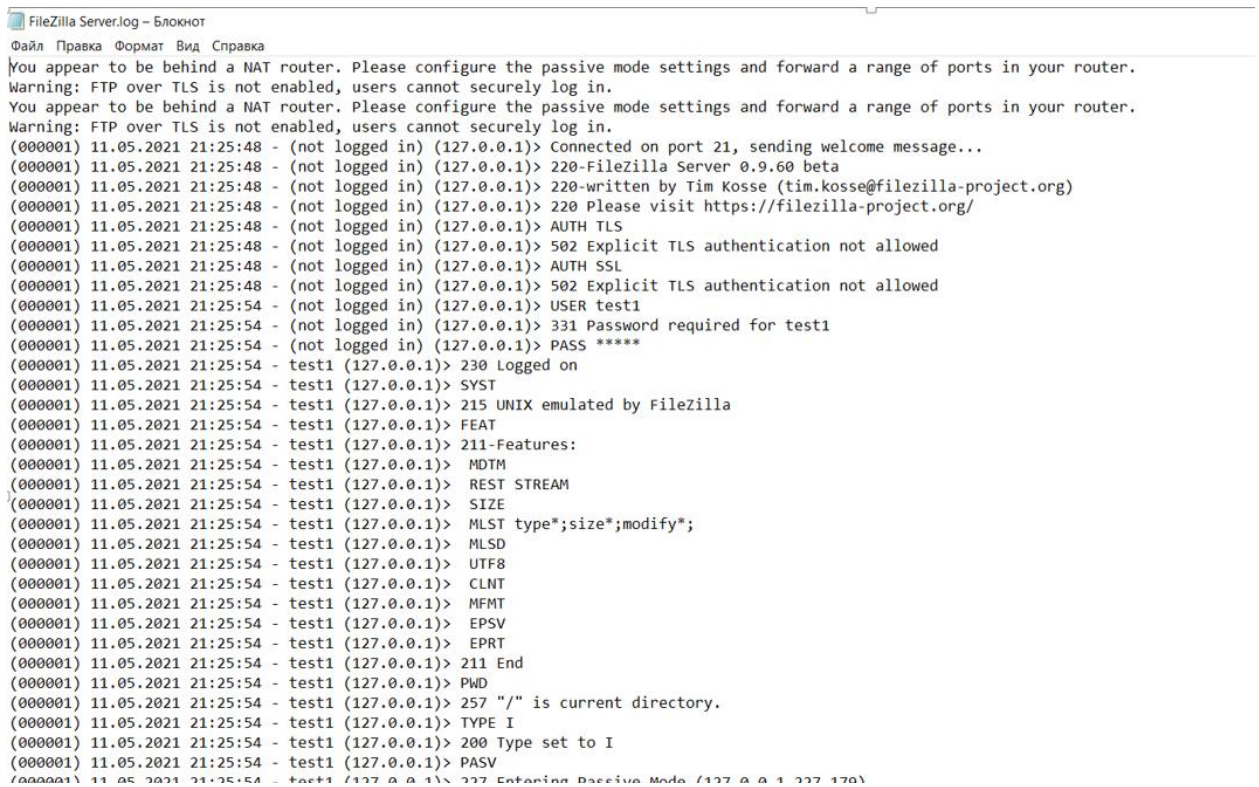 FileZilla Server.log – Блокнот
Файл Правка Формат Вид Справка
You appear to be behind a NAT router. Please configure the passive mode settings and forward a range of ports in your router.
Warning: FTP over TLS is not enabled, users cannot securely log in.
You appear to be behind a NAT router. Please configure the passive mode settings and forward a range of ports in your router.
Warning: FTP over TLS is not enabled, users cannot securely log in.
(000001) 11.05.2021 21:25:48 - (not logged in) (127.0.0.1)> Connected on port 21, sending welcome message...
(000001) 11.05.2021 21:25:48 - (not logged in) (127.0.0.1)> 220-FileZilla Server 0.9.60 beta
(000001) 11.05.2021 21:25:48 - (not logged in) (127.0.0.1)> 220-written by Tim Kosse (tim.kosse@filezilla-project.org)
(000001) 11.05.2021 21:25:48 - (not logged in) (127.0.0.1)> 220 Please visit https://filezilla-project.org/
(000001) 11.05.2021 21:25:48 - (not logged in) (127.0.0.1)> AUTH TLS
(000001) 11.05.2021 21:25:48 - (not logged in) (127.0.0.1)> 502 Explicit TLS authentication not allowed
(000001) 11.05.2021 21:25:48 - (not logged in) (127.0.0.1)> AUTH SSL
(000001) 11.05.2021 21:25:48 - (not logged in) (127.0.0.1)> 502 Explicit TLS authentication not allowed
(000001) 11.05.2021 21:25:54 - (not logged in) (127.0.0.1)> USER test1
(000001) 11.05.2021 21:25:54 - (not logged in) (127.0.0.1)> 331 Password required for test1
(000001) 11.05.2021 21:25:54 - (not logged in) (127.0.0.1)> PASS *****
(000001) 11.05.2021 21:25:54 - test1 (127.0.0.1)> 230 Logged on
(000001) 11.05.2021 21:25:54 - test1 (127.0.0.1)> SYST
(000001) 11.05.2021 21:25:54 - test1 (127.0.0.1)> 215 UNIX emulated by FileZilla
(000001) 11.05.2021 21:25:54 - test1 (127.0.0.1)> FEAT
(000001) 11.05.2021 21:25:54 - test1 (127.0.0.1)> 211-Features:
(000001) 11.05.2021 21:25:54 - test1 (127.0.0.1)>  MDTM
(000001) 11.05.2021 21:25:54 - test1 (127.0.0.1)>  REST STREAM
(000001) 11.05.2021 21:25:54 - test1 (127.0.0.1)>  SIZE
(000001) 11.05.2021 21:25:54 - test1 (127.0.0.1)>  MLST type*;size*;modify*;
(000001) 11.05.2021 21:25:54 - test1 (127.0.0.1)>  MLSD
(000001) 11.05.2021 21:25:54 - test1 (127.0.0.1)>  UTF8
(000001) 11.05.2021 21:25:54 - test1 (127.0.0.1)>  CLNT
(000001) 11.05.2021 21:25:54 - test1 (127.0.0.1)>  MFMT
(000001) 11.05.2021 21:25:54 - test1 (127.0.0.1)>  EPSV
(000001) 11.05.2021 21:25:54 - test1 (127.0.0.1)>  EPRT
(000001) 11.05.2021 21:25:54 - test1 (127.0.0.1)> 211 End
(000001) 11.05.2021 21:25:54 - test1 (127.0.0.1)> PWD
(000001) 11.05.2021 21:25:54 - test1 (127.0.0.1)> 257 "/" is current directory.
(000001) 11.05.2021 21:25:54 - test1 (127.0.0.1)> TYPE I
(000001) 11.05.2021 21:25:54 - test1 (127.0.0.1)> 200 Type set to I
(000001) 11.05.2021 21:25:54 - test1 (127.0.0.1)> PASV
(000001) 11.05.2021 21:25:54 - test1 (127.0.0.1)> 227 Entering Passive Mode (127,0,0,1,227,179)